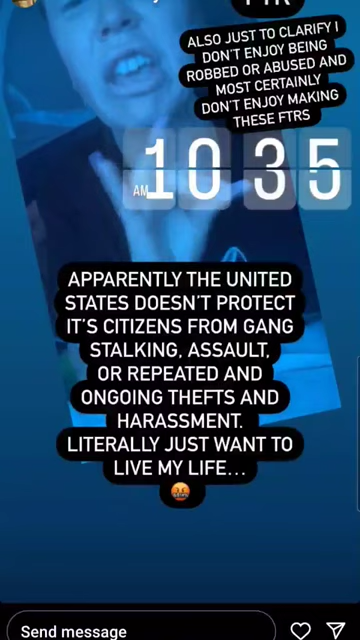 ALSO JUST TO CLARIFY I
DON'T ENJOY BEING
ROBBED OR ABUSED AND
MOST CERTAINLY
DON'T ENJOY MAKING
THESE FTRS
AM 10 35
APPARENTLY THE UNITED
STATES DOESN'T PROTECT
IT'S CITIZENS FROM GANG
STALKING, ASSAULT,
OR REPEATED AND
ONGOING THEFTS AND
HARASSMENT.
LITERALLY JUST WANT TO
LIVE MY LIFE...
Send message